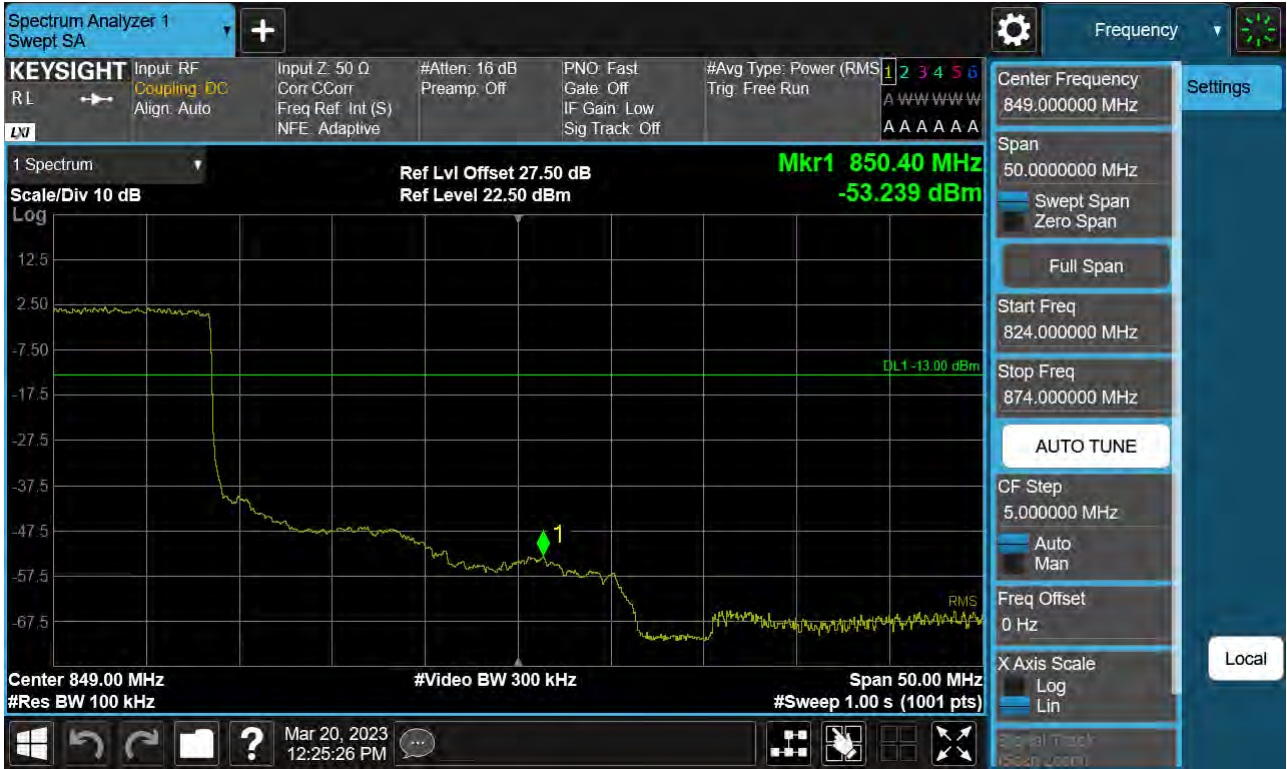 Spectrum Analyzer 1
Swept SA
Frequency
KEYSIGHT
R L
LXI
Input: RF
Coupling: DC
Align: Auto
Input Z: 50 Ω
Corr CCorr
Freq Ref: Int (S)
NFE: Adaptive
#Atten: 16 dB
Preamp: Off
PNO: Fast
Gate: Off
IF Gain: Low
Sig Track: Off
#Avg Type: Power (RMS
Trig: Free Run
1 2 3 4 5 6
A W W W W W
A A A A A A
1 Spectrum
Scale/Div 10 dB
Log
Ref Lvl Offset 27.50 dB
Ref Level 22.50 dBm
Mkr1 850.40 MHz
-53.239 dBm
12.5
2.50
-7.50
-17.5
-27.5
-37.5
-47.5
-57.5
-67.5
DL1 -13.00 dBm
1
RMS
Center 849.00 MHz
#Res BW 100 kHz
#Video BW 300 kHz
Span 50.00 MHz
#Sweep 1.00 s (1001 pts)
Center Frequency
849.000000 MHz
Settings
Span
50.0000000 MHz
Swept Span
Zero Span
Full Span
Start Freq
824.000000 MHz
Stop Freq
874.000000 MHz
AUTO TUNE
CF Step
5.000000 MHz
Auto
Man
Freq Offset
0 Hz
X Axis Scale
Log
Lin
Local
Signal Track
(Span Zoom)
Mar 20, 2023
12:25:26 PM